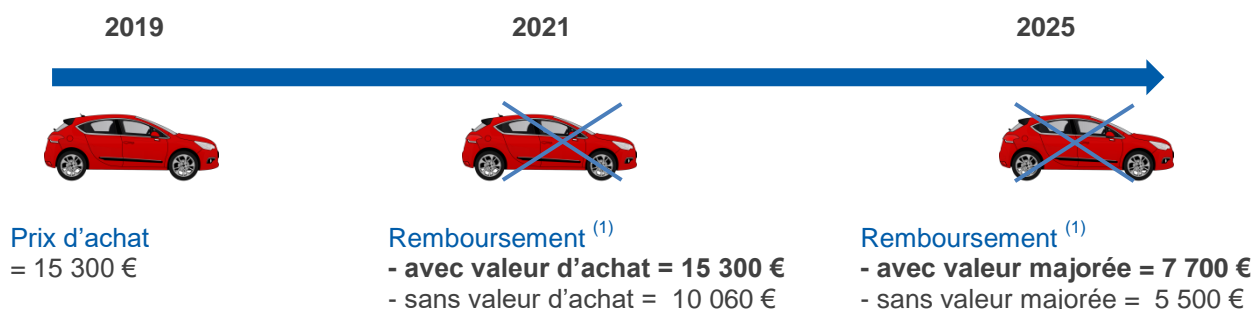 2019
2021
2025
Prix d’achat
= 15 300 €
Remboursement (1)
- avec valeur d’achat = 15 300 €
- sans valeur d’achat = 10 060 €
Remboursement (1)
- avec valeur majorée = 7 700 €
- sans valeur majorée = 5 500 €